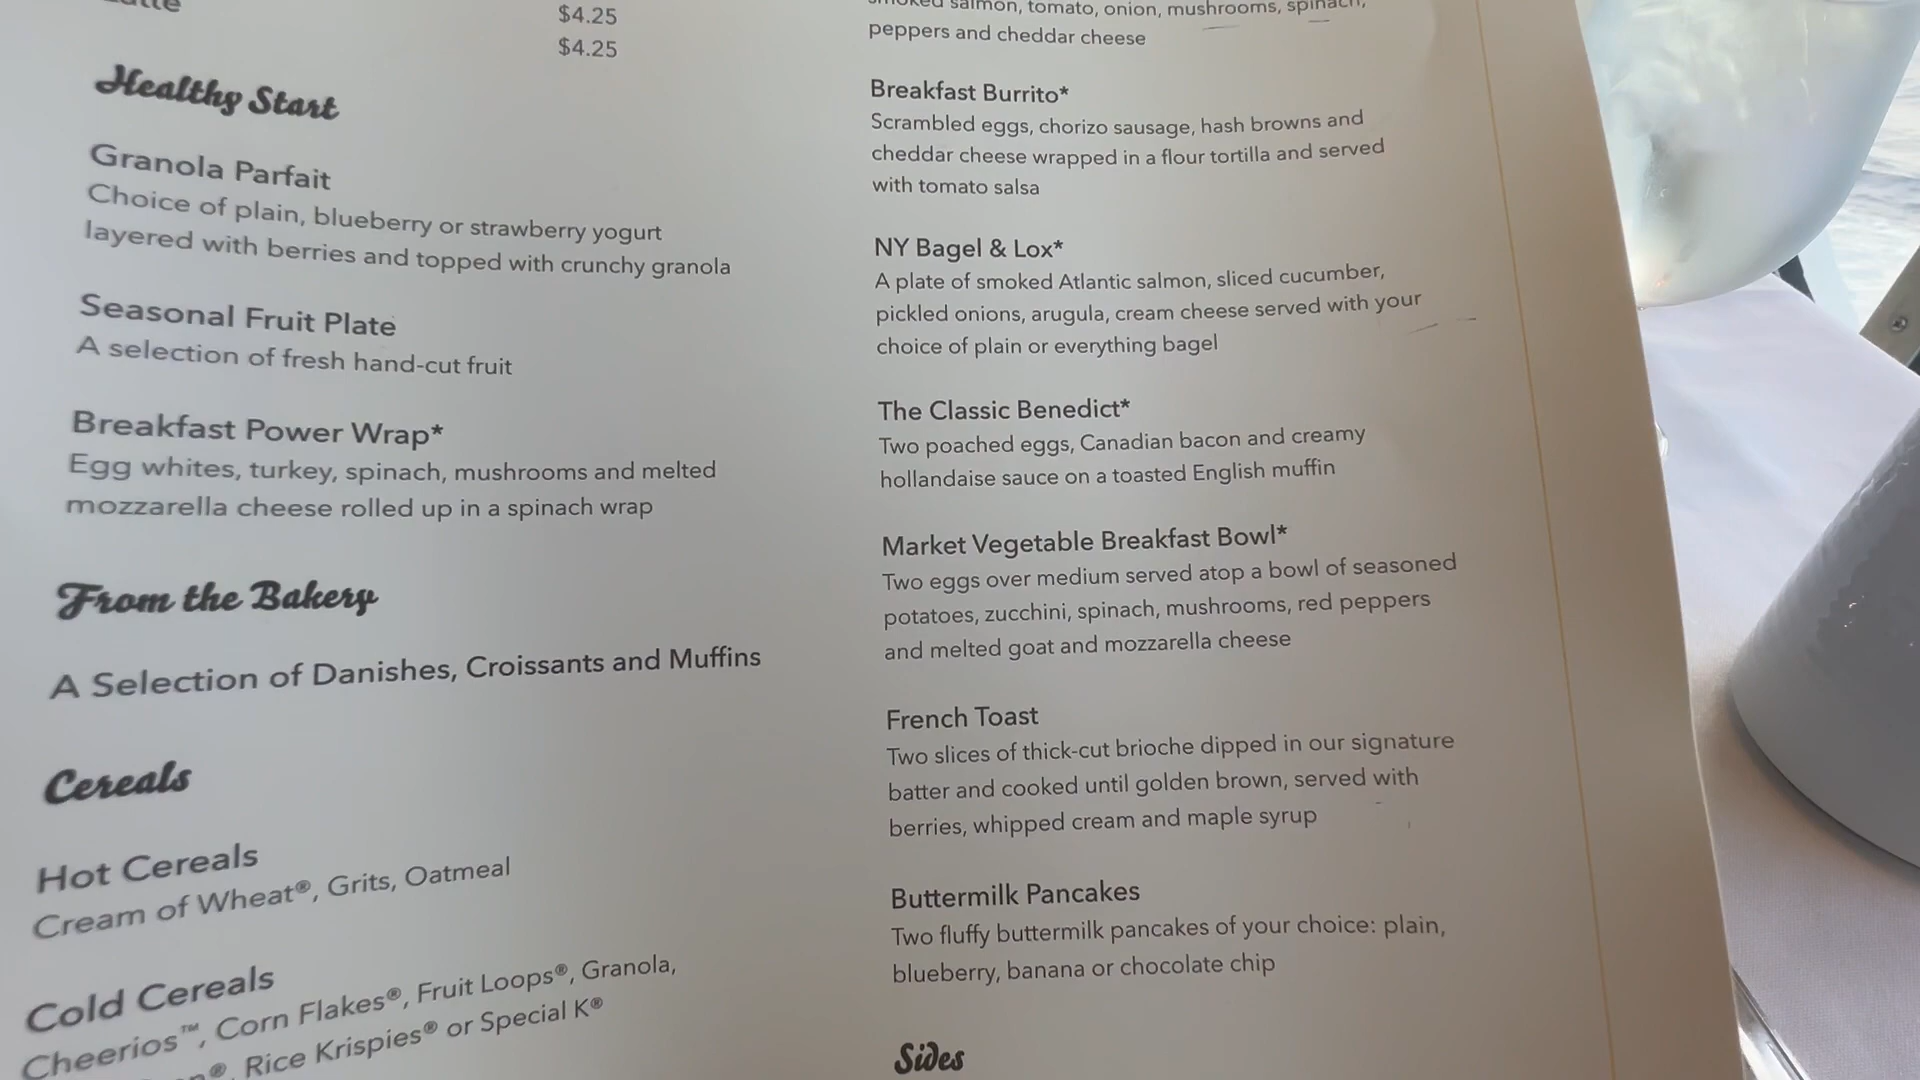 $4.25
$4.25
Healthy Start
Granola Parfait
Choice of plain, blueberry or strawberry yogurt
layered with berries and topped with crunchy granola
Seasonal Fruit Plate
A selection of fresh hand-cut fruit
Breakfast Power Wrap*
Egg whites, turkey, spinach, mushrooms and melted
mozzarella cheese rolled up in a spinach wrap
From the Bakery
A Selection of Danishes, Croissants and Muffins
Cereals
Hot Cereals
Cream of Wheat®, Grits, Oatmeal
Cold Cereals
Cheerios™, Corn Flakes®, Fruit Loops®, Granola,
Rice Krispies® or Special K®
smoked salmon, tomato, onion, mushrooms, spinach,
peppers and cheddar cheese
Breakfast Burrito*
Scrambled eggs, chorizo sausage, hash browns and
cheddar cheese wrapped in a flour tortilla and served
with tomato salsa
NY Bagel & Lox*
A plate of smoked Atlantic salmon, sliced cucumber,
pickled onions, arugula, cream cheese served with your
choice of plain or everything bagel
The Classic Benedict*
Two poached eggs, Canadian bacon and creamy
hollandaise sauce on a toasted English muffin
Market Vegetable Breakfast Bowl*
Two eggs over medium served atop a bowl of seasoned
potatoes, zucchini, spinach, mushrooms, red peppers
and melted goat and mozzarella cheese
French Toast
Two slices of thick-cut brioche dipped in our signature
batter and cooked until golden brown, served with
berries, whipped cream and maple syrup
Buttermilk Pancakes
Two fluffy buttermilk pancakes of your choice: plain,
blueberry, banana or chocolate chip
Sides